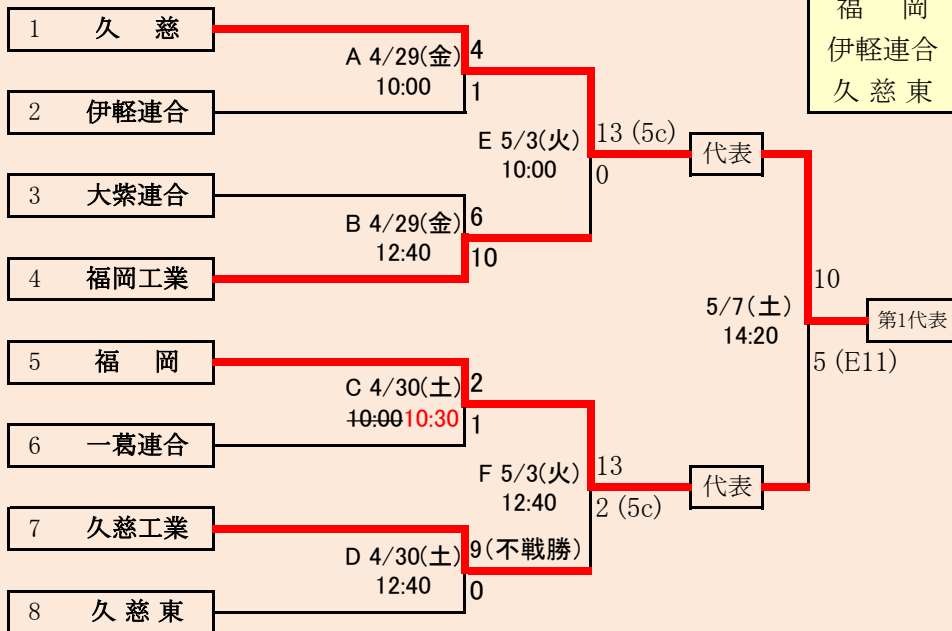 福　岡
伊軽連合
久 慈 東
1 久　慈
A 4/29(金) 4
10:00 1
2 伊軽連合
E 5/3(火) 13 (5c)
10:00 0
代表
3 大紫連合
B 4/29(金) 6
12:40 10
4 福岡工業
10
5/7(土)
14:20
第1代表
5 (E11)
5 福　岡
C 4/30(土) 2
10:00 10:30 1
6 一葛連合
F 5/3(火) 13
12:40 2 (5c)
代表
7 久慈工業
D 4/30(土) 9(不戦勝)
12:40 0
8 久 慈 東